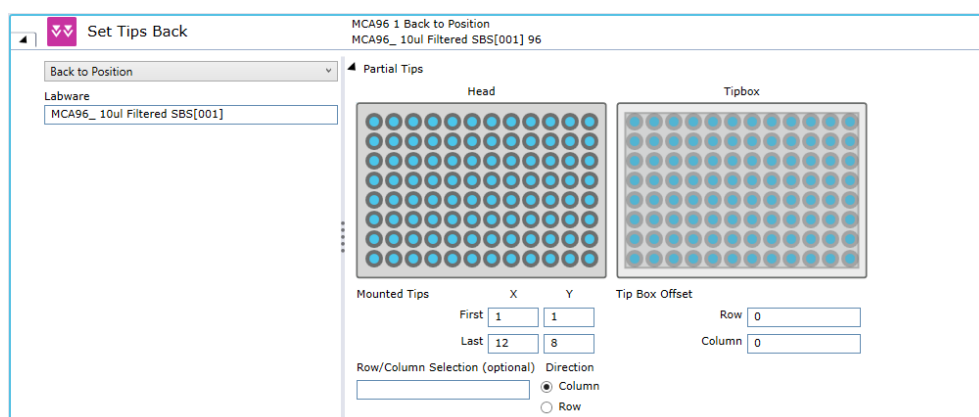 Set Tips Back
MCA96 1 Back to Position
MCA96_ 10ul Filtered SBS[001] 96
Back to Position
Labware
MCA96_ 10ul Filtered SBS[001]
Partial Tips
Head
Tipbox
Mounted Tips X Y
First 1 1
Last 12 8
Tip Box Offset
Row 0
Column 0
Row/Column Selection (optional)
Direction
Column
Row